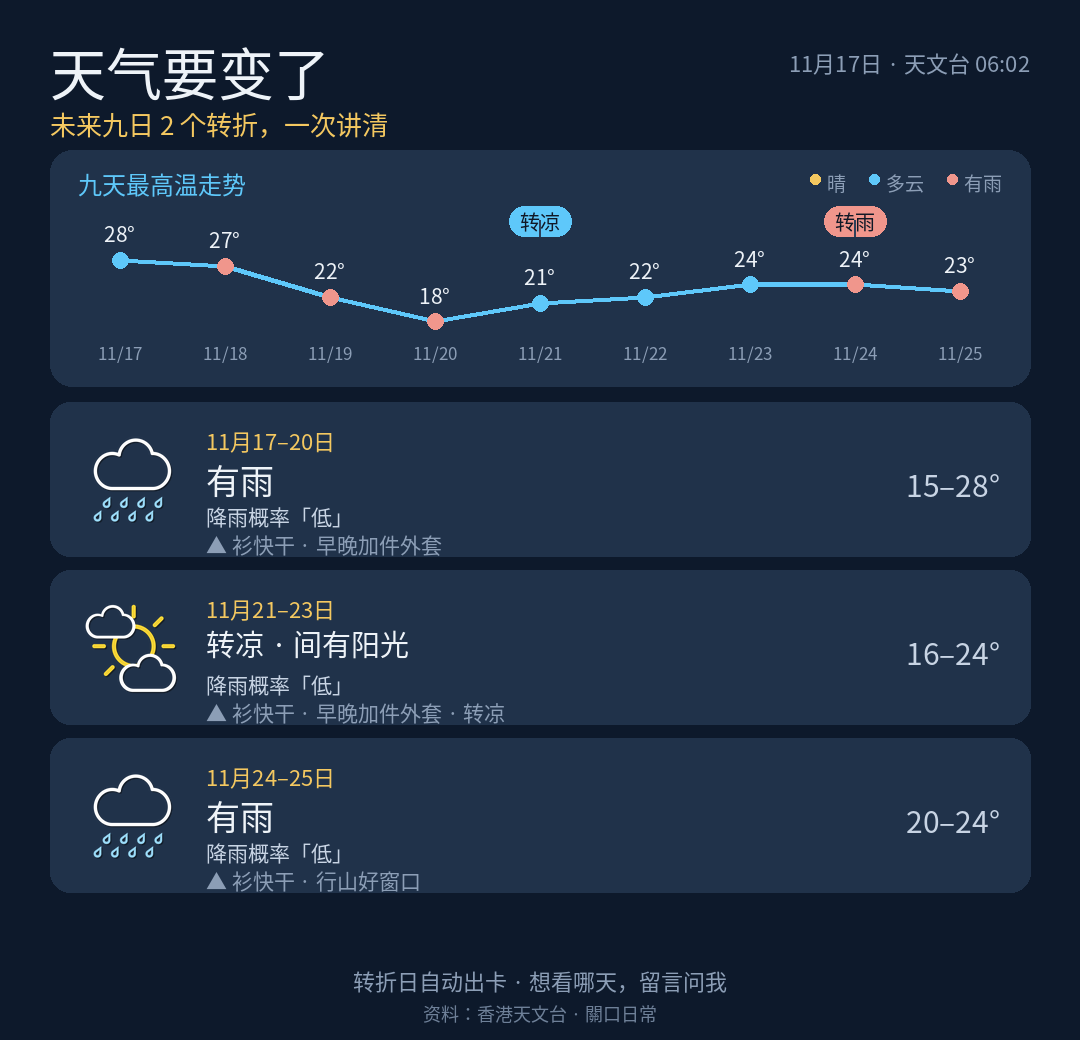 天气要变了
11月17日 · 天文台 06:02
未来九日 2 个转折，一次讲清
九天最高温走势
晴 多云 有雨
转凉 转雨
28° 27° 22° 18° 21° 22° 24° 24° 23°
11/17 11/18 11/19 11/20 11/21 11/22 11/23 11/24 11/25
11月17–20日
有雨
15–28°
降雨概率「低」
▲ 衫快干 · 早晚加件外套
11月21–23日
转凉 · 间有阳光
16–24°
降雨概率「低」
▲ 衫快干 · 早晚加件外套 · 转凉
11月24–25日
有雨
20–24°
降雨概率「低」
▲ 衫快干 · 行山好窗口
转折日自动出卡 · 想看哪天，留言问我
资料：香港天文台 · 關口日常